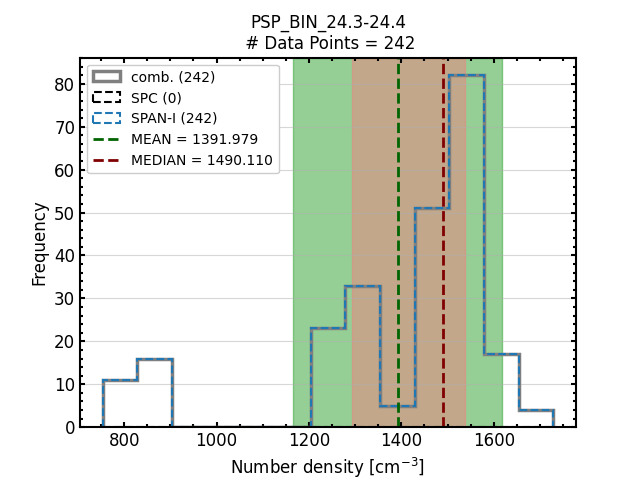 PSP_BIN_24.3-24.4
# Data Points = 242
comb. (242)
SPC (0)
SPAN-I (242)
MEAN = 1391.979
MEDIAN = 1490.110
Frequency
80
70
60
50
40
30
20
10
0
800 1000 1200 1400 1600
Number density [cm⁻³]